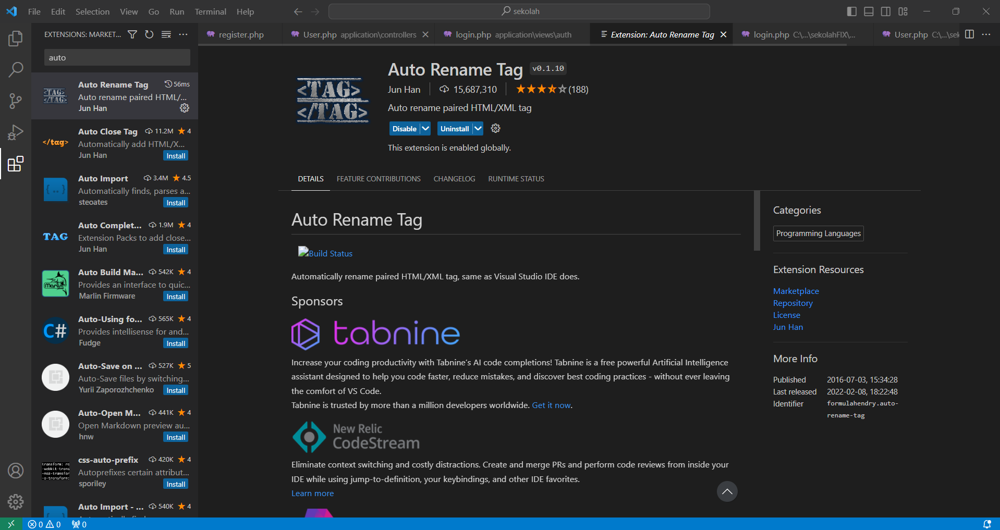 File Edit Selection View Go Run Terminal Help
sekolah
EXTENSIONS: MARKET...
auto
Auto Rename Tag 56ms
Auto rename paired HTML/...
Jun Han
Auto Close Tag 11.2M 4
Automatically add HTML/X...
Jun Han Install
Auto Import 3.4M 4.5
Automatically finds, parses a...
steoates Install
Auto Complet... 1.9M 4
Extension Packs to add close...
Jun Han Install
Auto Build Ma... 542K 4
Provides an interface to quic...
Marlin Firmware Install
Auto-Using fo... 565K 4
Provides intellisense for and...
Fudge Install
Auto-Save on ... 527K 5
Auto-Save files by switching...
Yurii Zaporozhchenko Install
Auto-Open M... 441K 4
Open Markdown preview au...
hnw Install
css-auto-prefix 420K 4
Autoprefixes certain attribut...
sporiley Install
Auto Import - ... 540K 4
</tag>
{..}
TAG
Marlin
C#
register.php
User.php application\controllers
login.php application\views\auth
Extension: Auto Rename Tag
login.php C:\...\sekolahFIX\...
User.php C:\...\sek
<TAG>
</TAG>
Auto Rename Tag v0.1.10
Jun Han 15,687,310 (188)
Auto rename paired HTML/XML tag
Disable Uninstall
This extension is enabled globally.
DETAILS FEATURE CONTRIBUTIONS CHANGELOG RUNTIME STATUS
Auto Rename Tag
Build Status
Automatically rename paired HTML/XML tag, same as Visual Studio IDE does.
Sponsors
tabnine
Increase your coding productivity with Tabnine's AI code completions! Tabnine is a free powerful Artificial Intelligence
assistant designed to help you code faster, reduce mistakes, and discover best coding practices - without ever leaving
the comfort of VS Code.
Tabnine is trusted by more than a million developers worldwide. Get it now.
New Relic
CodeStream
Eliminate context switching and costly distractions. Create and merge PRs and perform code reviews from inside your
IDE while using jump-to-definition, your keybindings, and other IDE favorites.
Learn more
Categories
Programming Languages
Extension Resources
Marketplace
Repository
License
Jun Han
More Info
Published 2016-07-03, 15:34:28
Last released 2022-02-08, 18:22:48
Identifier formulahendry.auto-
rename-tag
0 0 0